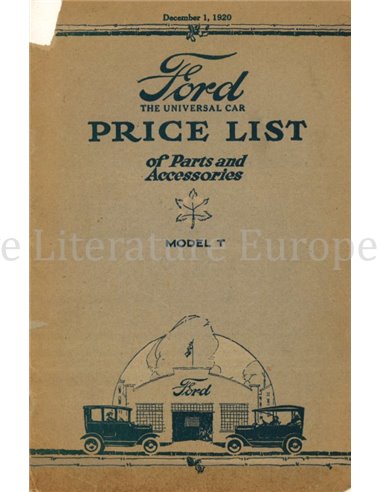 December 1, 1920
Ford
THE UNIVERSAL CAR
PRICE LIST
of Parts and
Accessories
e Literature Europe
MODEL T
Ford